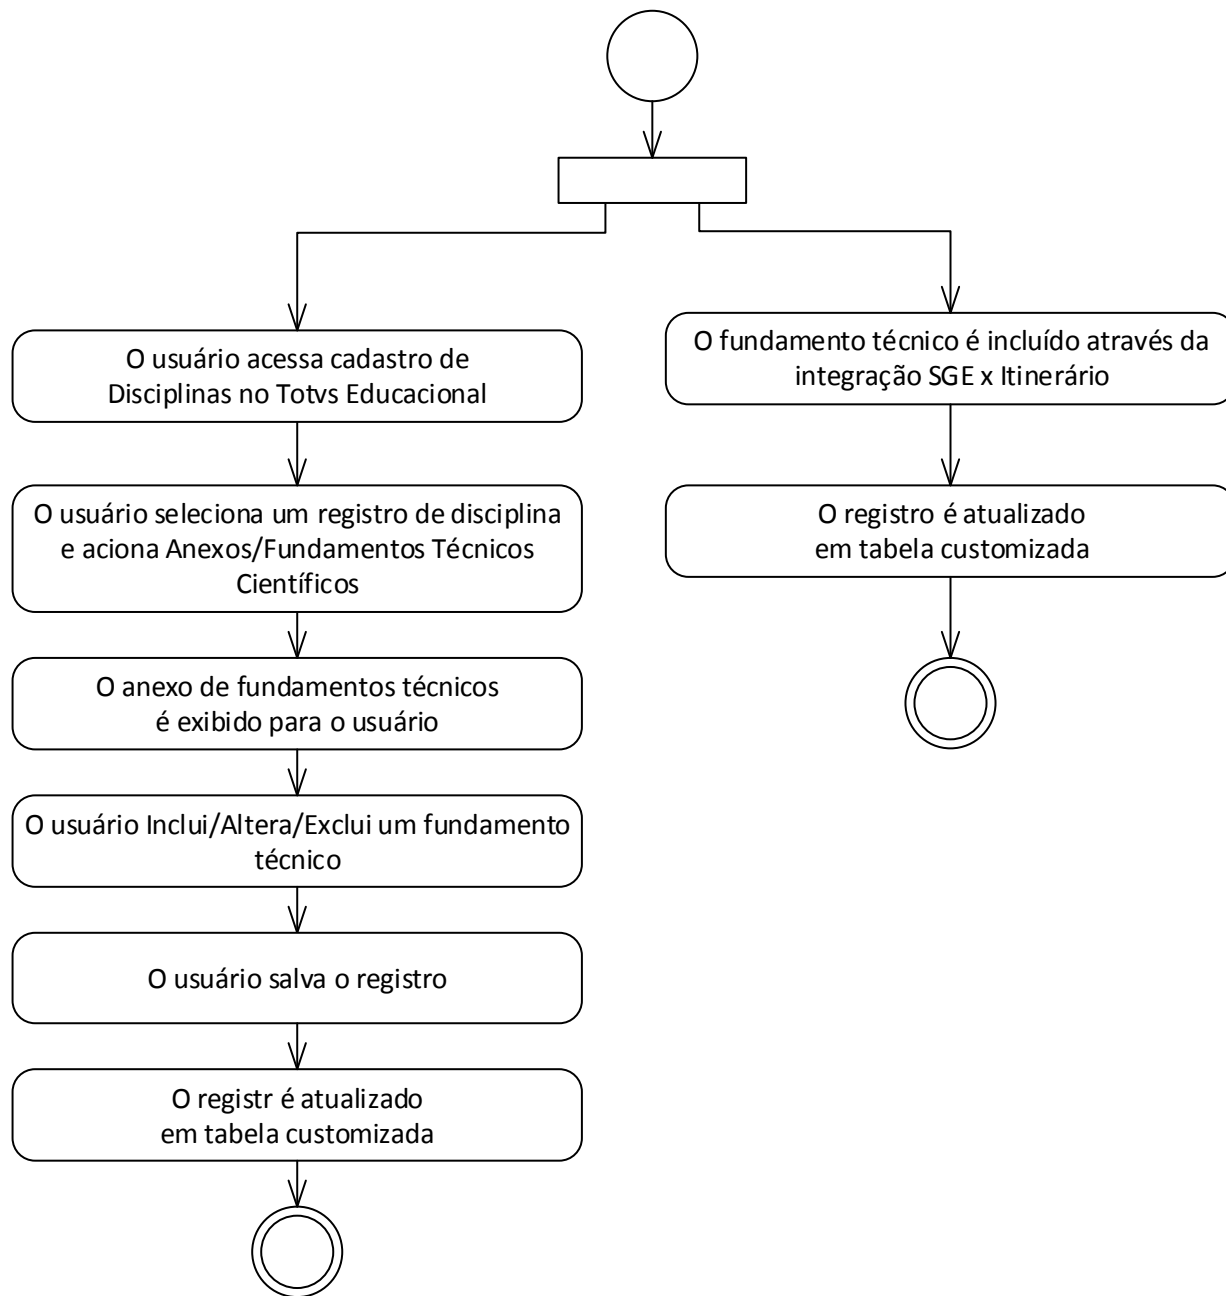 O usuário acessa cadastro de
Disciplinas no Totvs Educacional
O usuário seleciona um registro de disciplina
e aciona Anexos/Fundamentos Técnicos
Científicos
O anexo de fundamentos técnicos
é exibido para o usuário
O usuário Inclui/Altera/Exclui um fundamento
técnico
O usuário salva o registro
O registr é atualizado
em tabela customizada
O fundamento técnico é incluído através da
integração SGE x Itinerário
O registro é atualizado
em tabela customizada